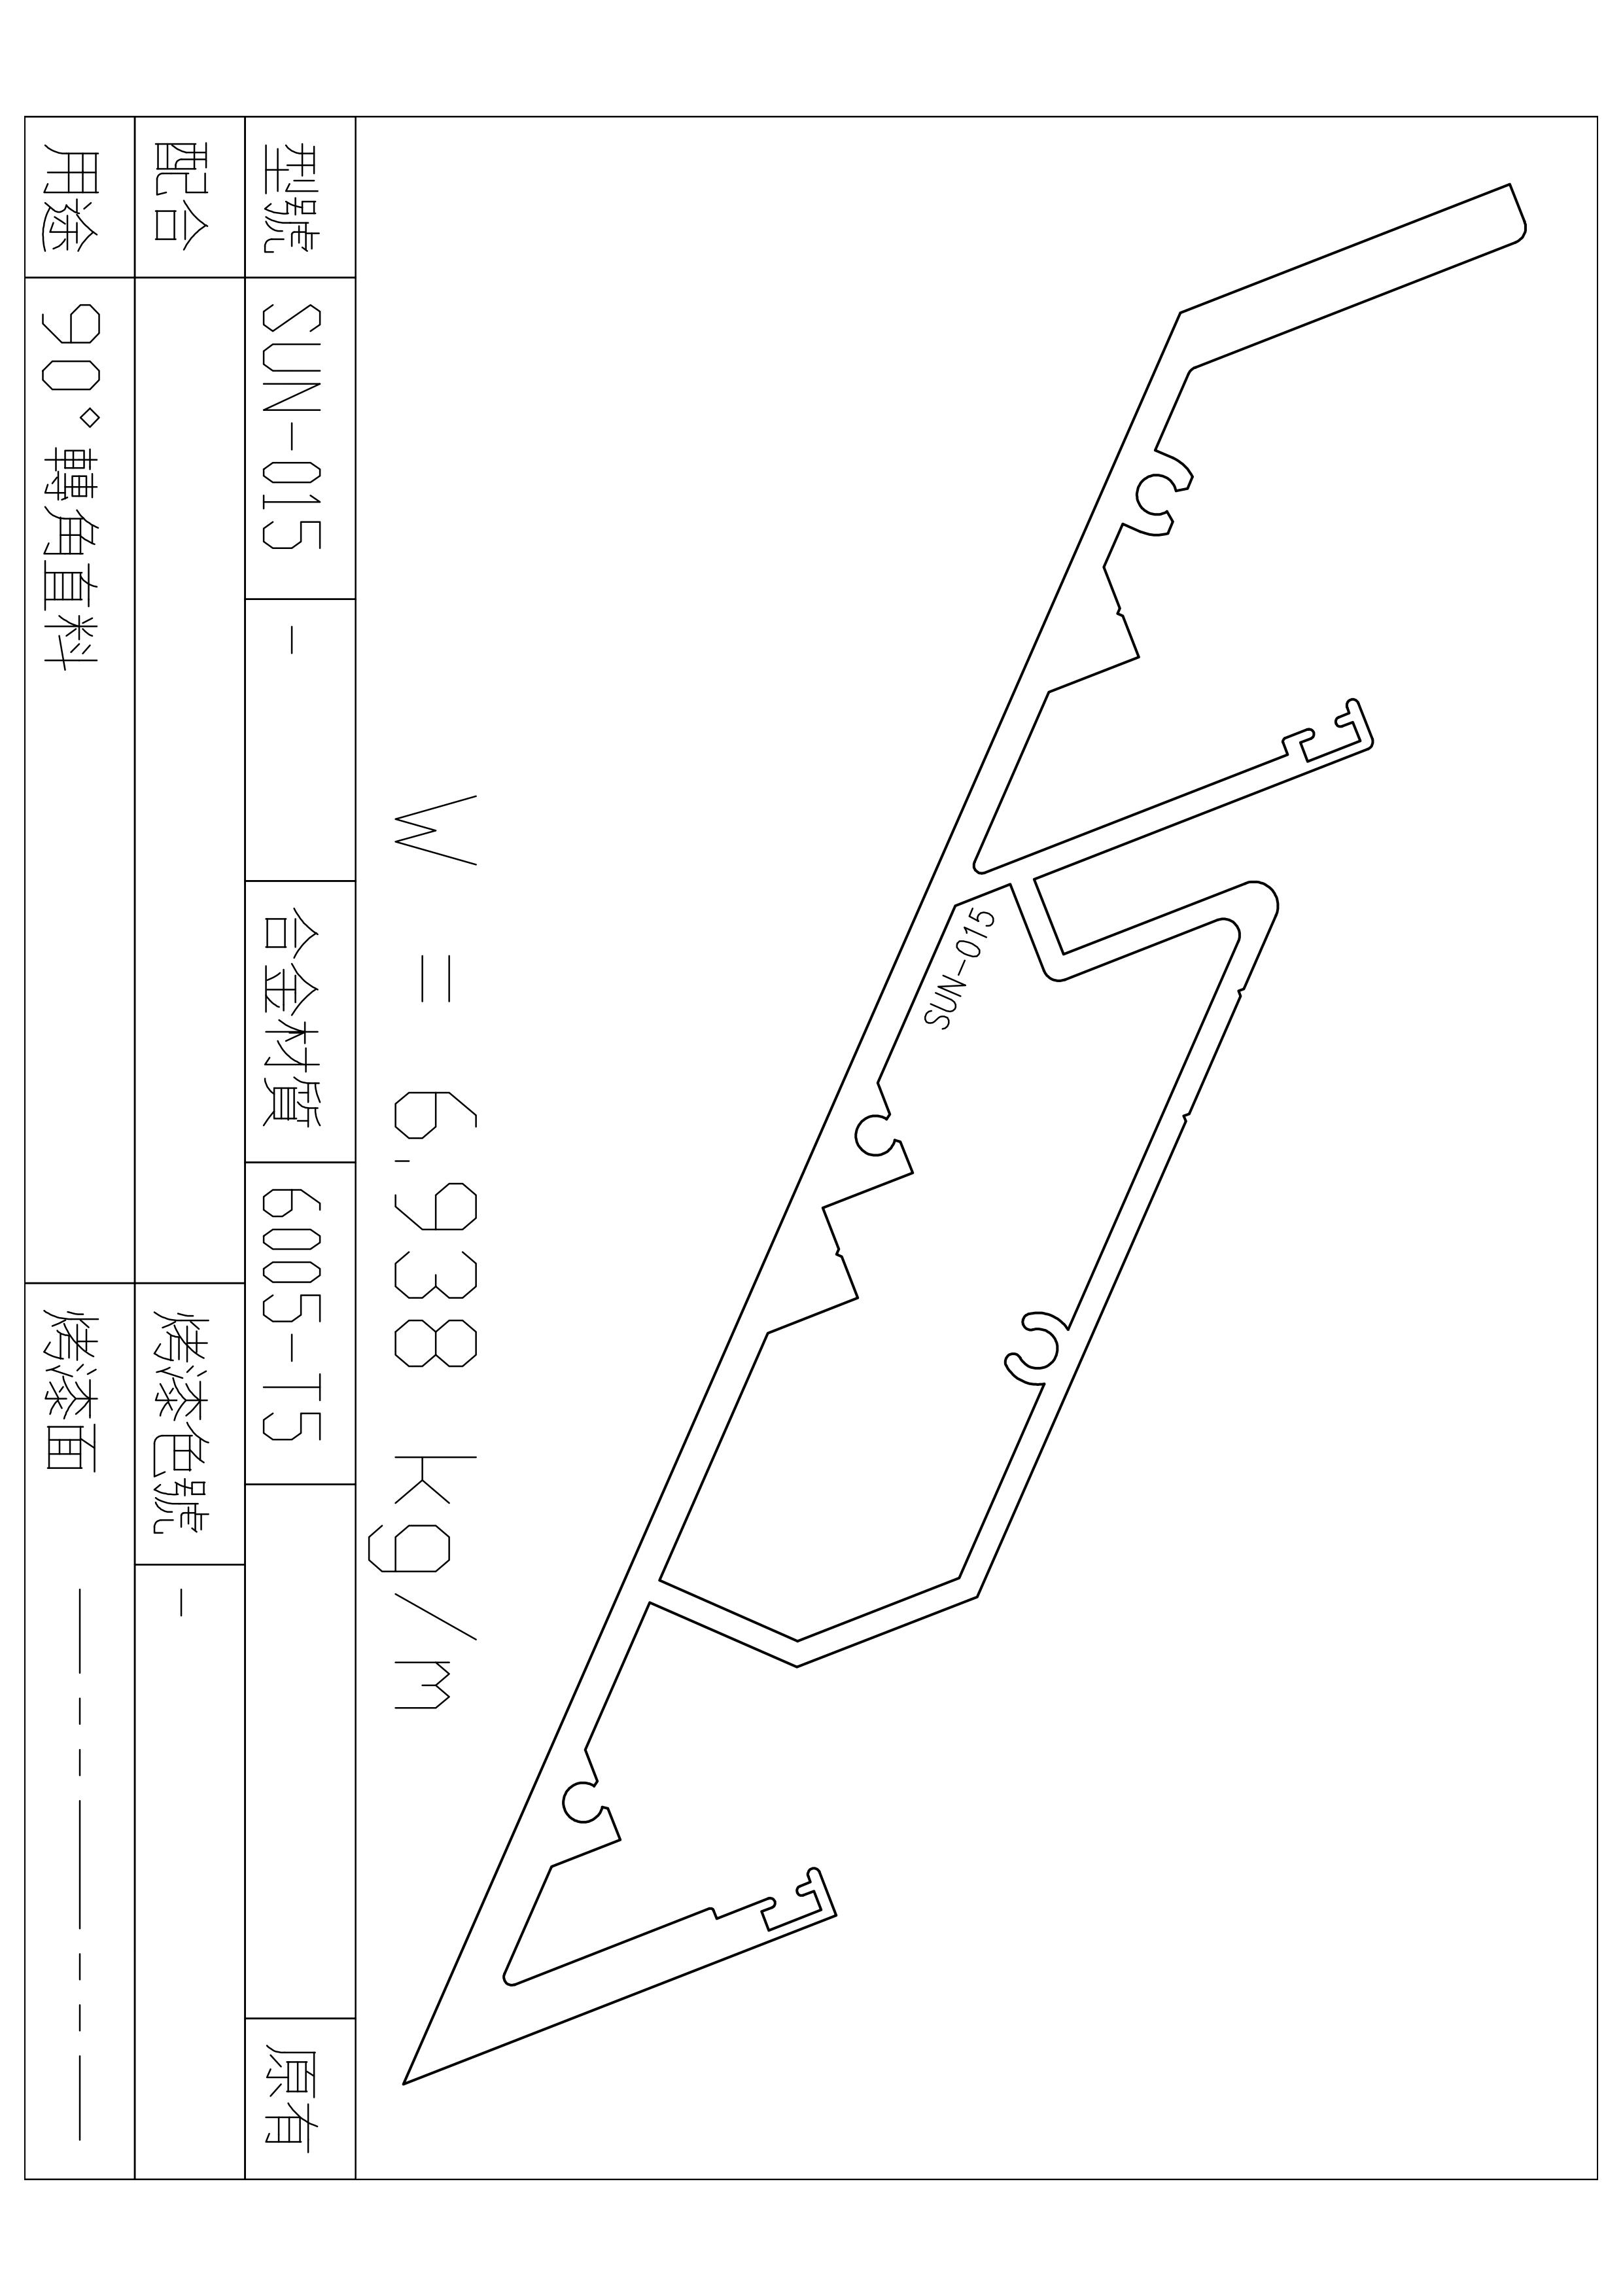 SUN-015
W = 6.938 kg/m
型號 SUN-015 - 合金材質 6005-T5 原有
配合 烤漆色號 -
用途 90°轉角直料 烤漆面